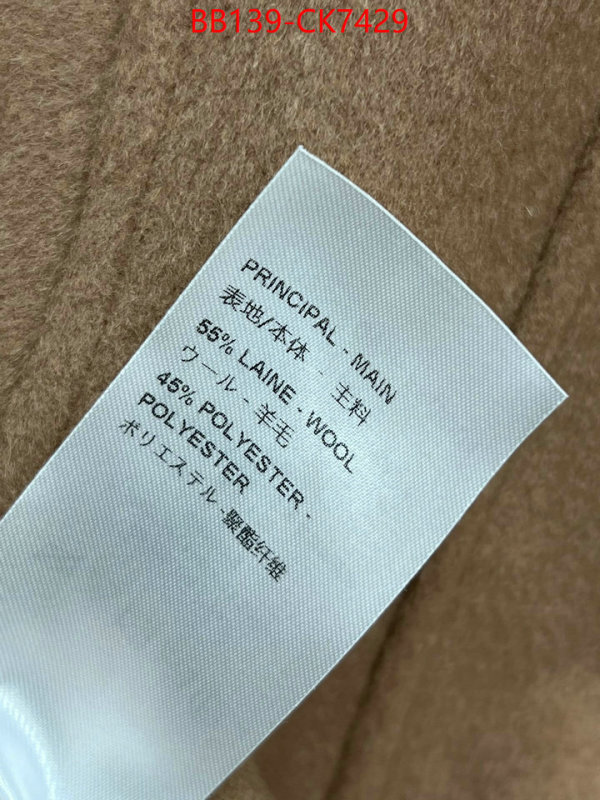 BB139-CK7429
PRINCIPAL - MAIN
表地/本体 - 主料
55% LAINE - WOOL
ウール - 羊毛
45% POLYESTER -
POLYESTER
ポリエステル - 聚酯纤维